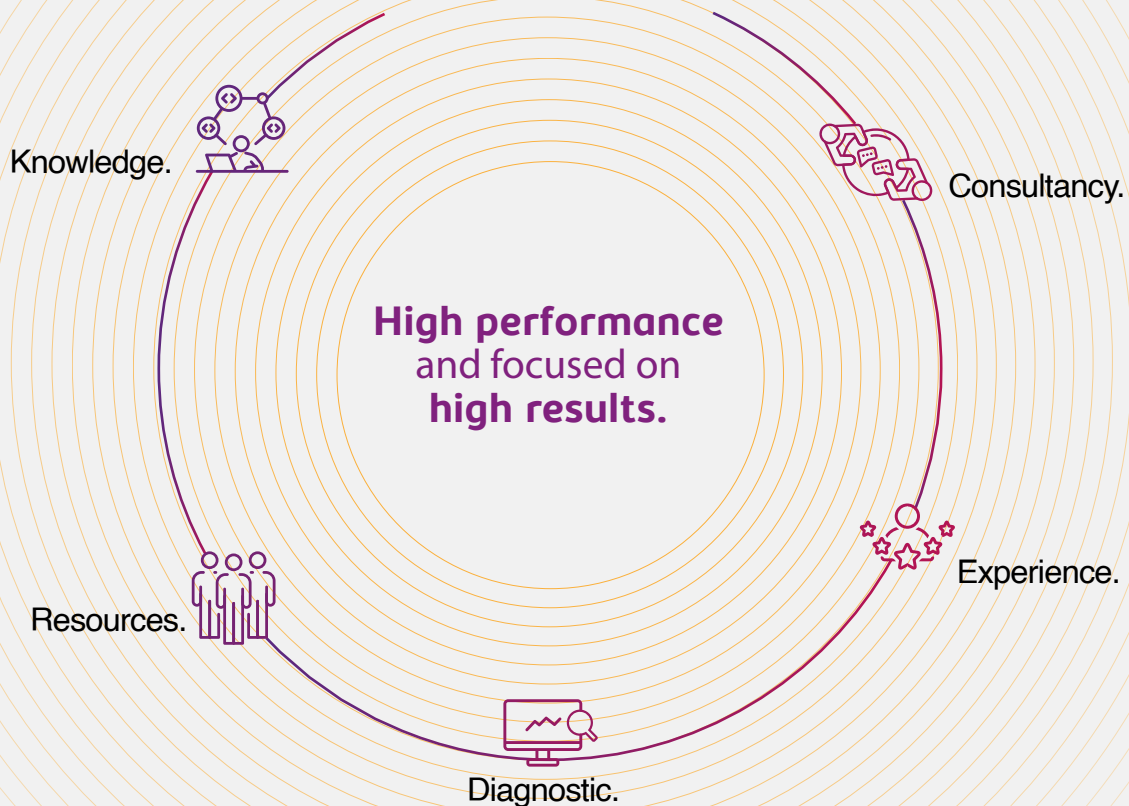 Knowledge.
Consultancy.
High performance
and focused on
high results.
Experience.
Resources.
Diagnostic.